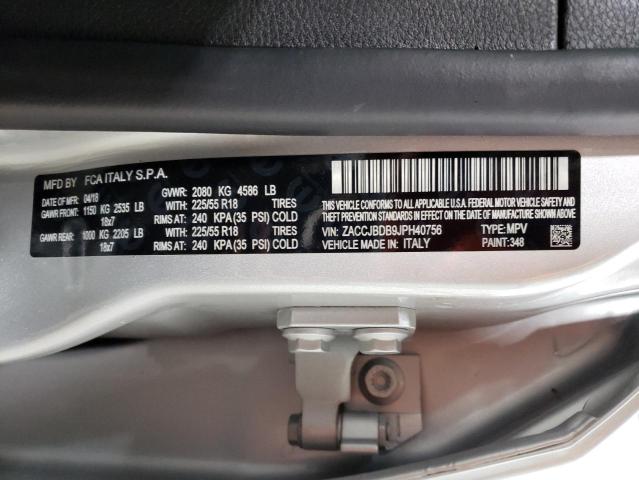 MFD BY FCA ITALY S.P.A.
DATE OF MFR 04/18 GVWR: 2080 KG 4586 LB
GAWR FRONT: 1150 KG 2535 LB WITH: 225/55 R18 TIRES
18x7 RIMS AT: 240 KPA(35 PSI) COLD
GAWR REAR: 1000 KG 2205 LB WITH: 225/55 R18 TIRES
18x7 RIMS AT: 240 KPA(35 PSI) COLD
THIS VEHICLE CONFORMS TO ALL APPLICABLE U.S.A. FEDERAL MOTOR
VEHICLE SAFETY, BUMPER, AND THEFT PREVENTION STANDARDS
IN EFFECT ON THE DATE OF MANUFACTURE SHOWN ABOVE.
VIN: ZACCJBDB9JPH40756 TYPE: MPV
VEHICLE MADE IN: ITALY PAINT: 348